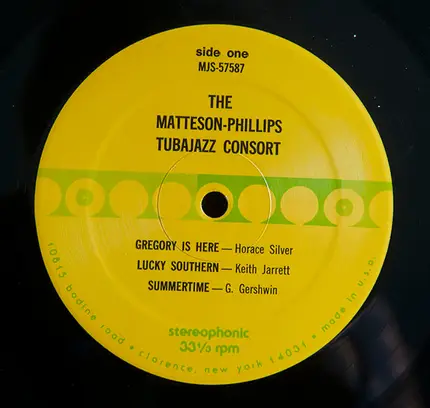 side one
MJS-57587
THE
MATTESON-PHILLIPS
TUBAJAZZ CONSORT
GREGORY IS HERE — Horace Silver
LUCKY SOUTHERN — Keith Jarrett
SUMMERTIME — G. Gershwin
stereophonic
33⅓ rpm
10815 bodine road • clarence, new york 14031 • made in u.s.a.